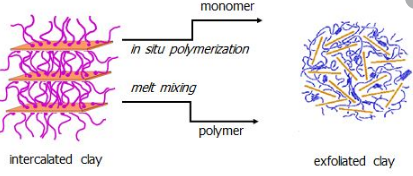 monomer
in situ polymerization
melt mixing
polymer
intercalated clay
exfoliated clay